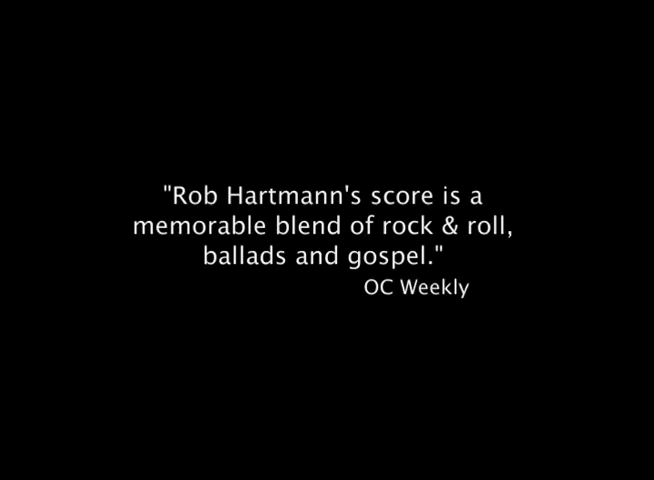 "Rob Hartmann's score is a
memorable blend of rock & roll,
ballads and gospel."
OC Weekly